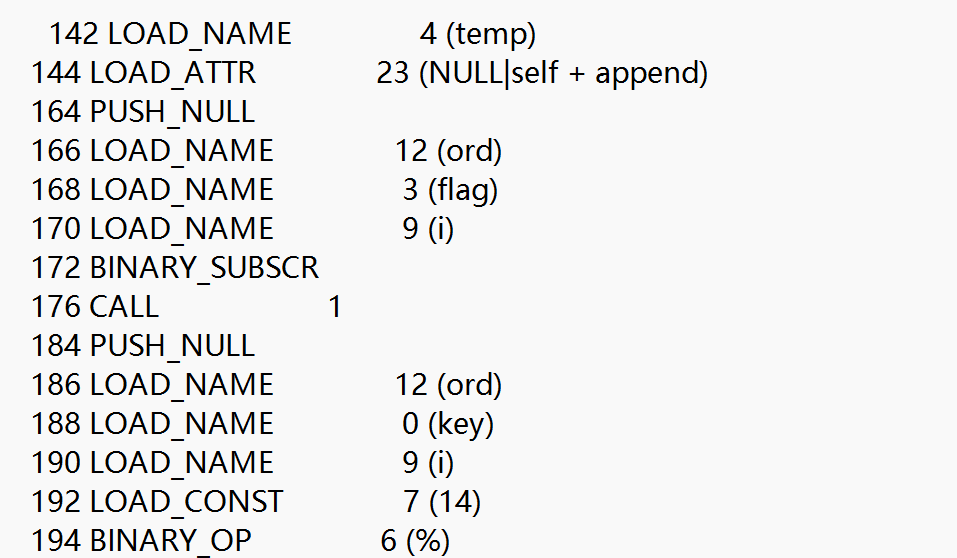 142 LOAD_NAME 4 (temp)
144 LOAD_ATTR 23 (NULL|self + append)
164 PUSH_NULL
166 LOAD_NAME 12 (ord)
168 LOAD_NAME 3 (flag)
170 LOAD_NAME 9 (i)
172 BINARY_SUBSCR
176 CALL 1
184 PUSH_NULL
186 LOAD_NAME 12 (ord)
188 LOAD_NAME 0 (key)
190 LOAD_NAME 9 (i)
192 LOAD_CONST 7 (14)
194 BINARY_OP 6 (%)